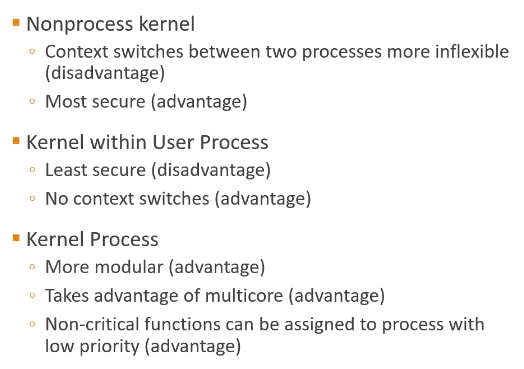 Nonprocess kernel
Context switches between two processes more inflexible
(disadvantage)
Most secure (advantage)
Kernel within User Process
Least secure (disadvantage)
No context switches (advantage)
Kernel Process
More modular (advantage)
Takes advantage of multicore (advantage)
Non-critical functions can be assigned to process with
low priority (advantage)